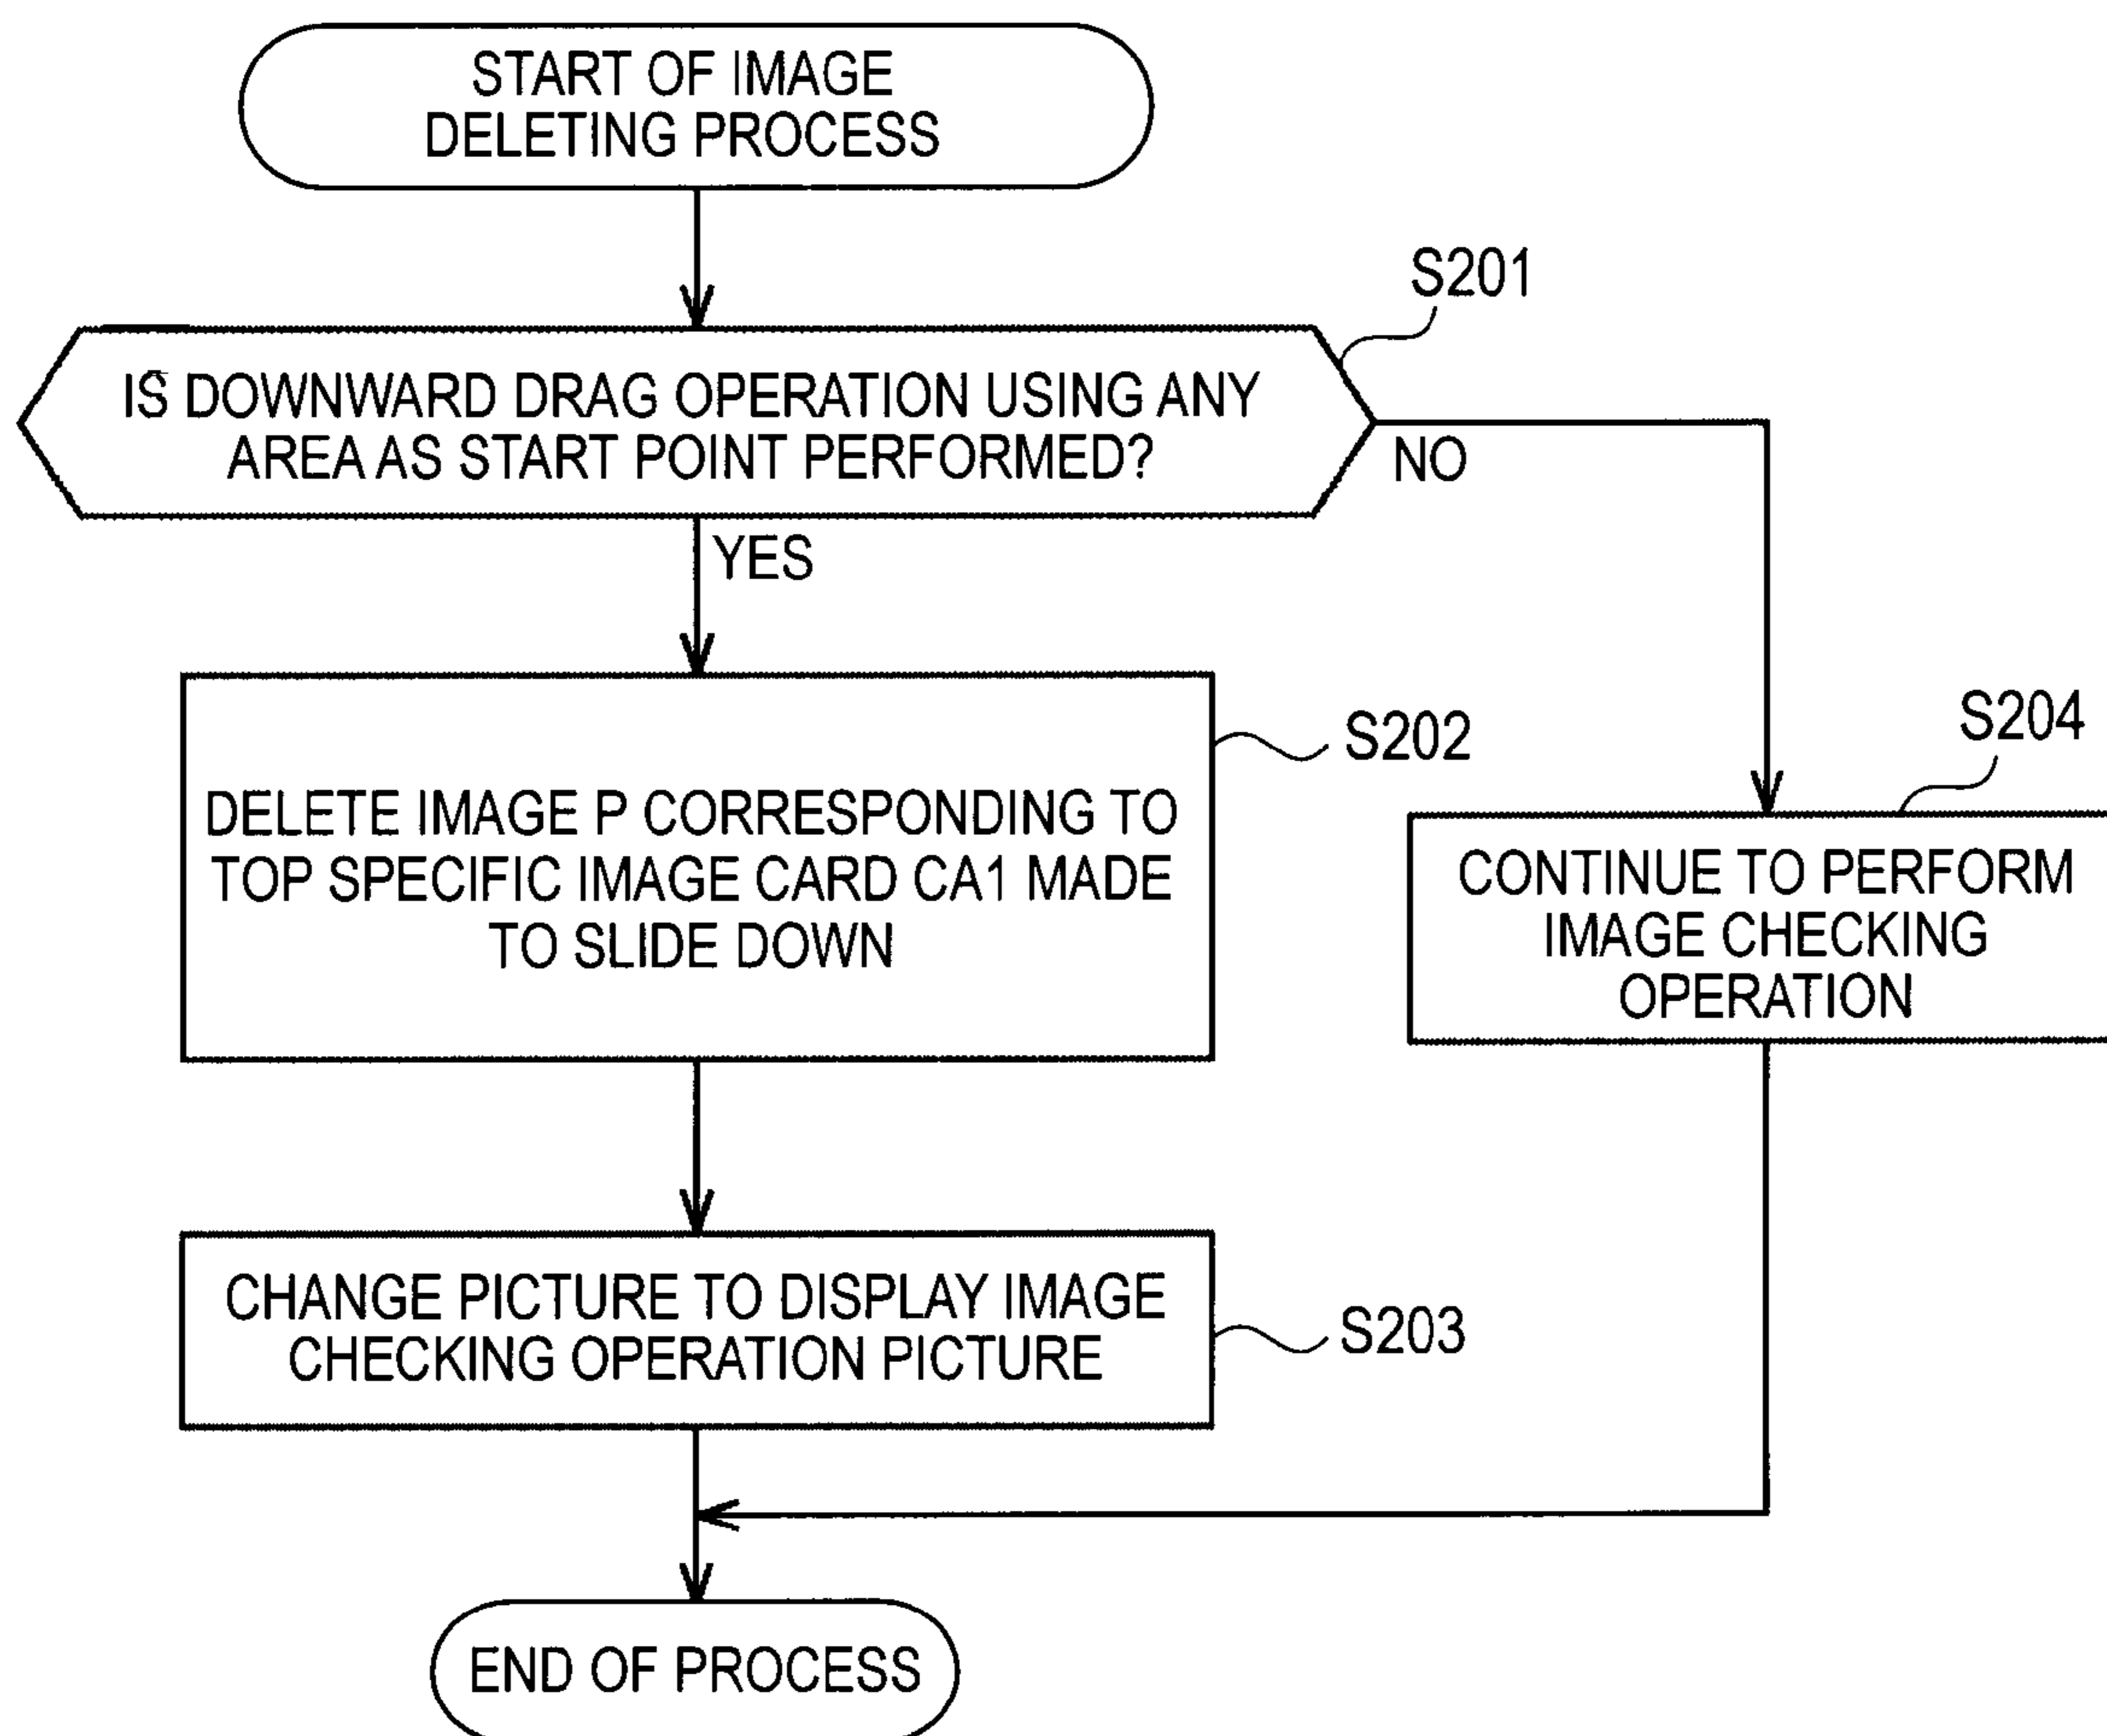 START OF IMAGE
DELETING PROCESS
S201
IS DOWNWARD DRAG OPERATION USING ANY
AREA AS START POINT PERFORMED?
NO
YES
S202
DELETE IMAGE P CORRESPONDING TO
TOP SPECIFIC IMAGE CARD CA1 MADE
TO SLIDE DOWN
S204
CONTINUE TO PERFORM
IMAGE CHECKING
OPERATION
CHANGE PICTURE TO DISPLAY IMAGE
CHECKING OPERATION PICTURE
S203
END OF PROCESS